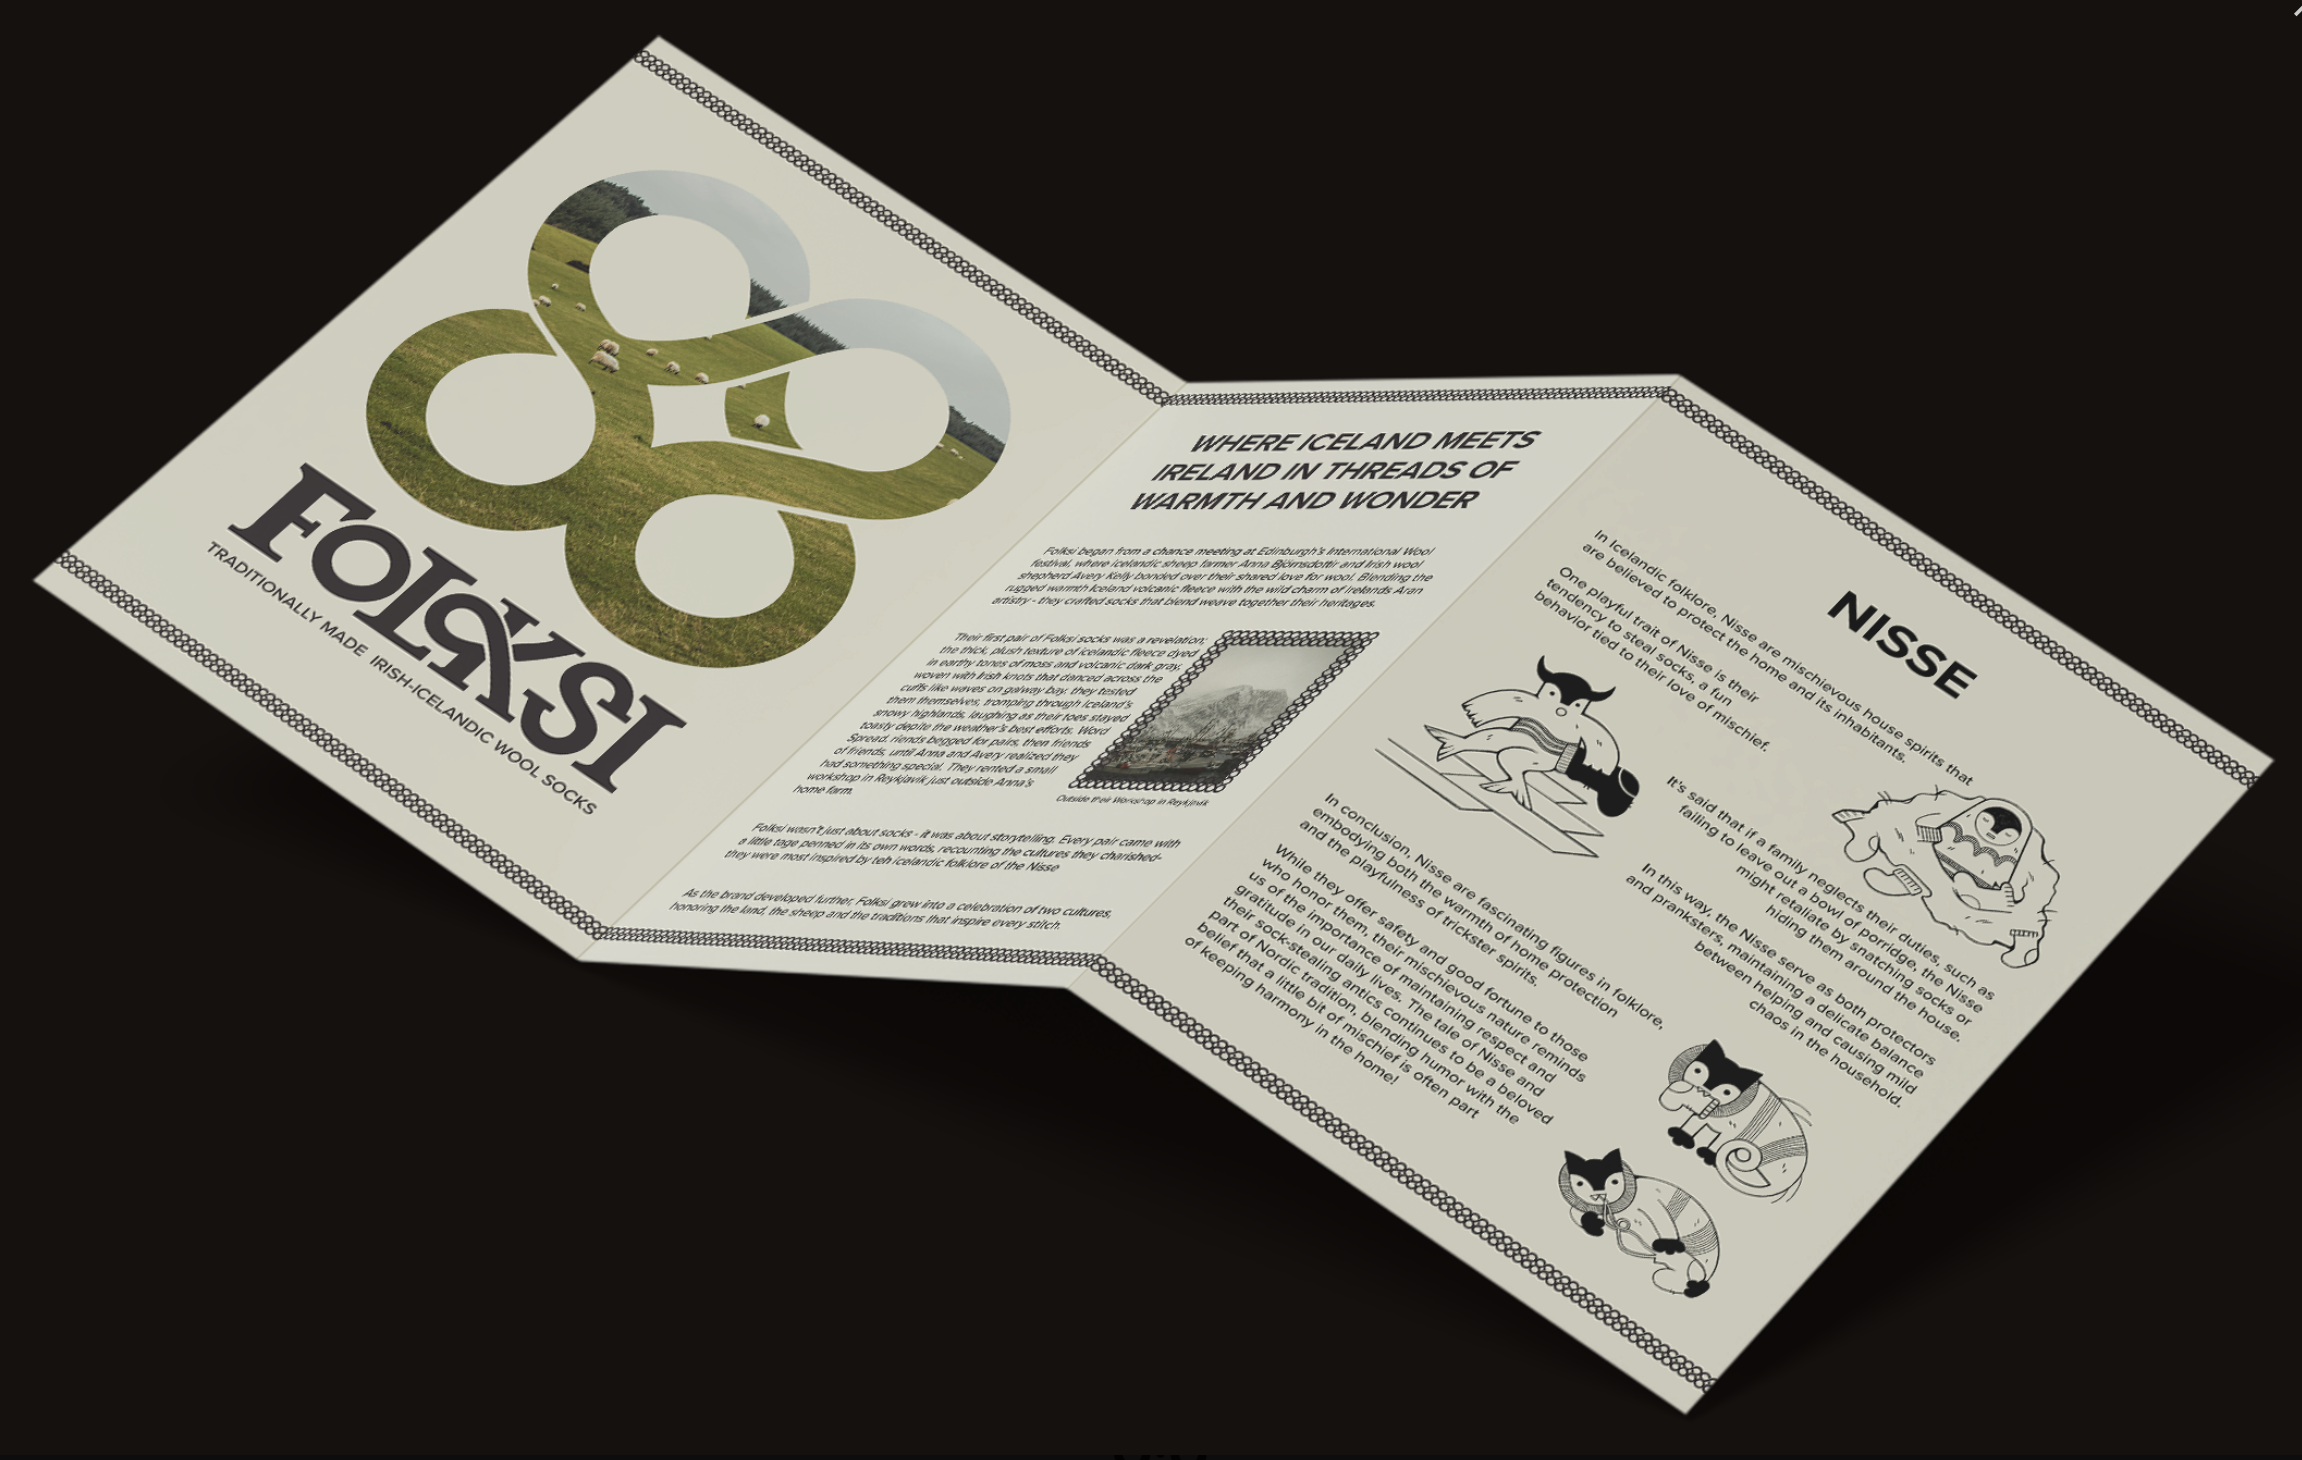 FOLKSI
TRADITIONALLY MADE IRISH-ICELANDIC WOOL SOCKS
WHERE ICELAND MEETS
IRELAND IN THREADS OF
WARMTH AND WONDER
Folksi began from a chance meeting at Edinburgh's International Wool
festival, where icelandic sheep farmer Anna Björnsdottir and Irish wool
shepherd Avery Kelly bonded over their shared love for wool. Blending the
rugged warmth Iceland volcanic fleece with the wild charm of Irelands Aran
artistry - they crafted socks that blend weave together their heritages.
Their first pair of Folksi socks was a revelation:
the thick, plush texture of icelandic fleece dyed
in earthy tones of moss and volcanic dark gray,
woven with Irish knots that danced across the
cuffs like waves on galway bay. they tested
them themselves, tromping through Iceland's
snowy highlands, laughing as their toes stayed
toasty depite the weather's best efforts. Word
Spread. riends begged for pairs, then friends
of friends, until Anna and Avery realized they
had something special. They rented a small
workshop in Reykjavik just outside Anna's
home farm.
Outside their Workshop in Reykjavik
Folksi wasn't just about socks - it was about storytelling. Every pair came with
a little tage penned in its own words, recounting the cultures they charished-
they were most inspired by teh icelandic folklore of the Nisse
As the brand developed further, Folksi grew into a celebration of two cultures,
honoring the land, the sheep and the traditions that inspire every stitch.
NISSE
In Icelandic folklore, Nisse are mischievous house spirits that
are believed to protect the home and its inhabitants.
One playful trait of Nisse is their
tendency to steal socks, a fun
behavior tied to their love of mischief.
It's said that if a family neglects their duties, such as
failing to leave out a bowl of porridge, the Nisse
might retaliate by snatching socks or
hiding them around the house.
In this way, the Nisse serve as both protectors
and pranksters, maintaining a delicate balance
between helping and causing mild
chaos in the household.
In conclusion, Nisse are fascinating figures in folklore,
embodying both the warmth of home protection
and the playfulness of trickster spirits.
While they offer safety and good fortune to those
who honor them, their mischievous nature reminds
us of the importance of maintaining respect and
gratitude in our daily lives. The tale of Nisse and
their sock-stealing antics continues to be a beloved
part of Nordic tradition, blending humor with the
belief that a little bit of mischief is often part
of keeping harmony in the home!